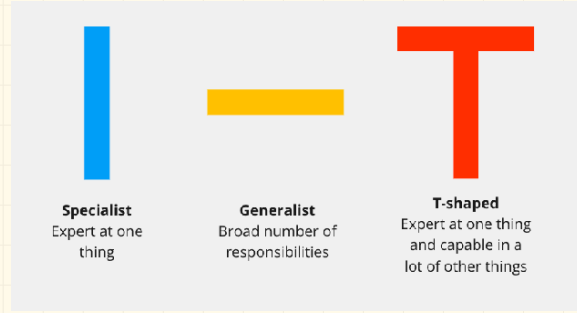 Specialist
Expert at one
thing
Generalist
Broad number of
responsibilities
T-shaped
Expert at one thing
and capable in a
lot of other things